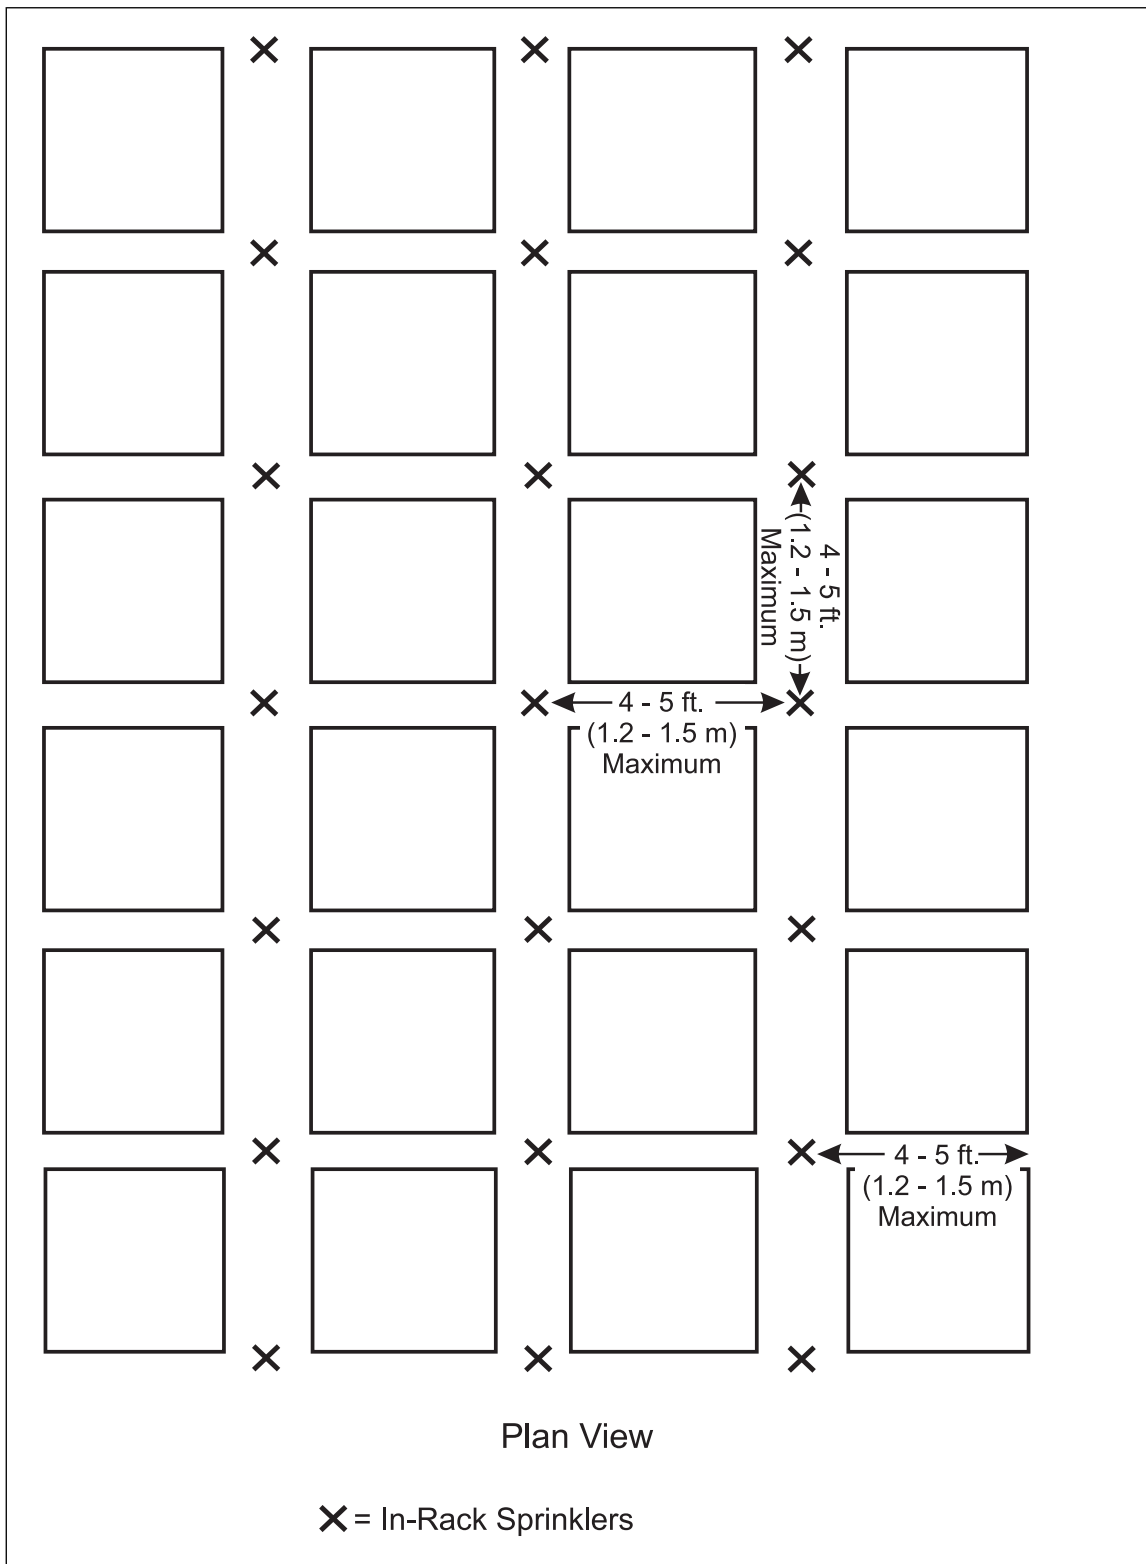 4 - 5 ft.
(1.2 - 1.5 m)
Maximum
4 - 5 ft.
(1.2 - 1.5 m)
Maximum
4 - 5 ft.
(1.2 - 1.5 m)
Maximum
Plan View
= In-Rack Sprinklers